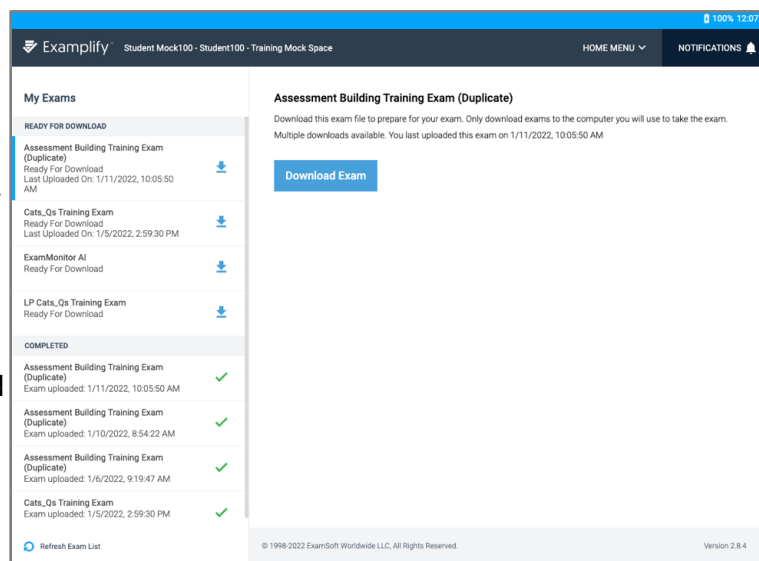 100% 12:07
Examplify
Student Mock100 - Student100 - Training Mock Space
HOME MENU
NOTIFICATIONS
My Exams
READY FOR DOWNLOAD
Assessment Building Training Exam
(Duplicate)
Ready For Download
Last Uploaded On: 1/11/2022, 10:05:50
AM
Cats_Qs Training Exam
Ready For Download
Last Uploaded On: 1/5/2022, 2:59:30 PM
ExamMonitor AI
Ready For Download
LP Cats_Qs Training Exam
Ready For Download
COMPLETED
Assessment Building Training Exam
(Duplicate)
Exam uploaded: 1/11/2022, 10:05:50 AM
Assessment Building Training Exam
(Duplicate)
Exam uploaded: 1/10/2022, 8:54:22 AM
Assessment Building Training Exam
(Duplicate)
Exam uploaded: 1/6/2022, 9:19:47 AM
Cats_Qs Training Exam
Exam uploaded: 1/5/2022, 2:59:30 PM
Refresh Exam List
Assessment Building Training Exam (Duplicate)
Download this exam file to prepare for your exam. Only download exams to the computer you will use to take the exam.
Multiple downloads available. You last uploaded this exam on 1/11/2022, 10:05:50 AM
Download Exam
© 1998-2022 ExamSoft Worldwide LLC, All Rights Reserved.
Version 2.8.4